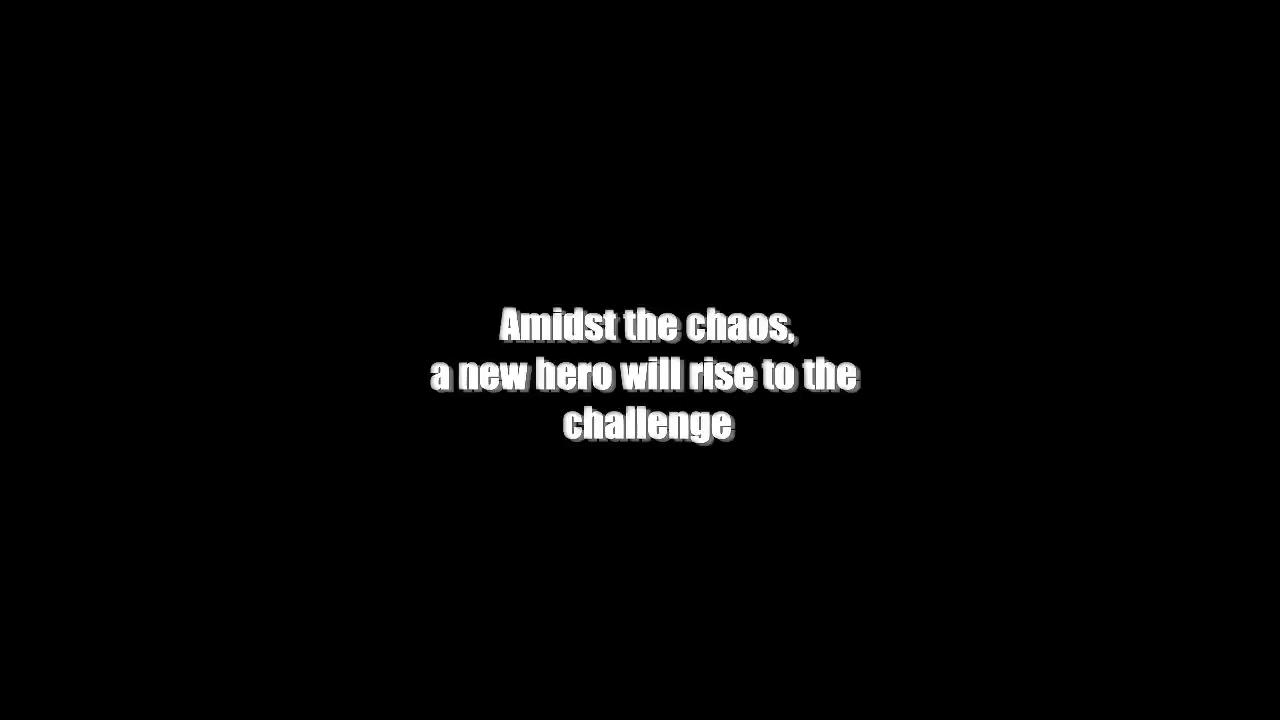 Amidst the chaos,
a new hero will rise to the
challenge